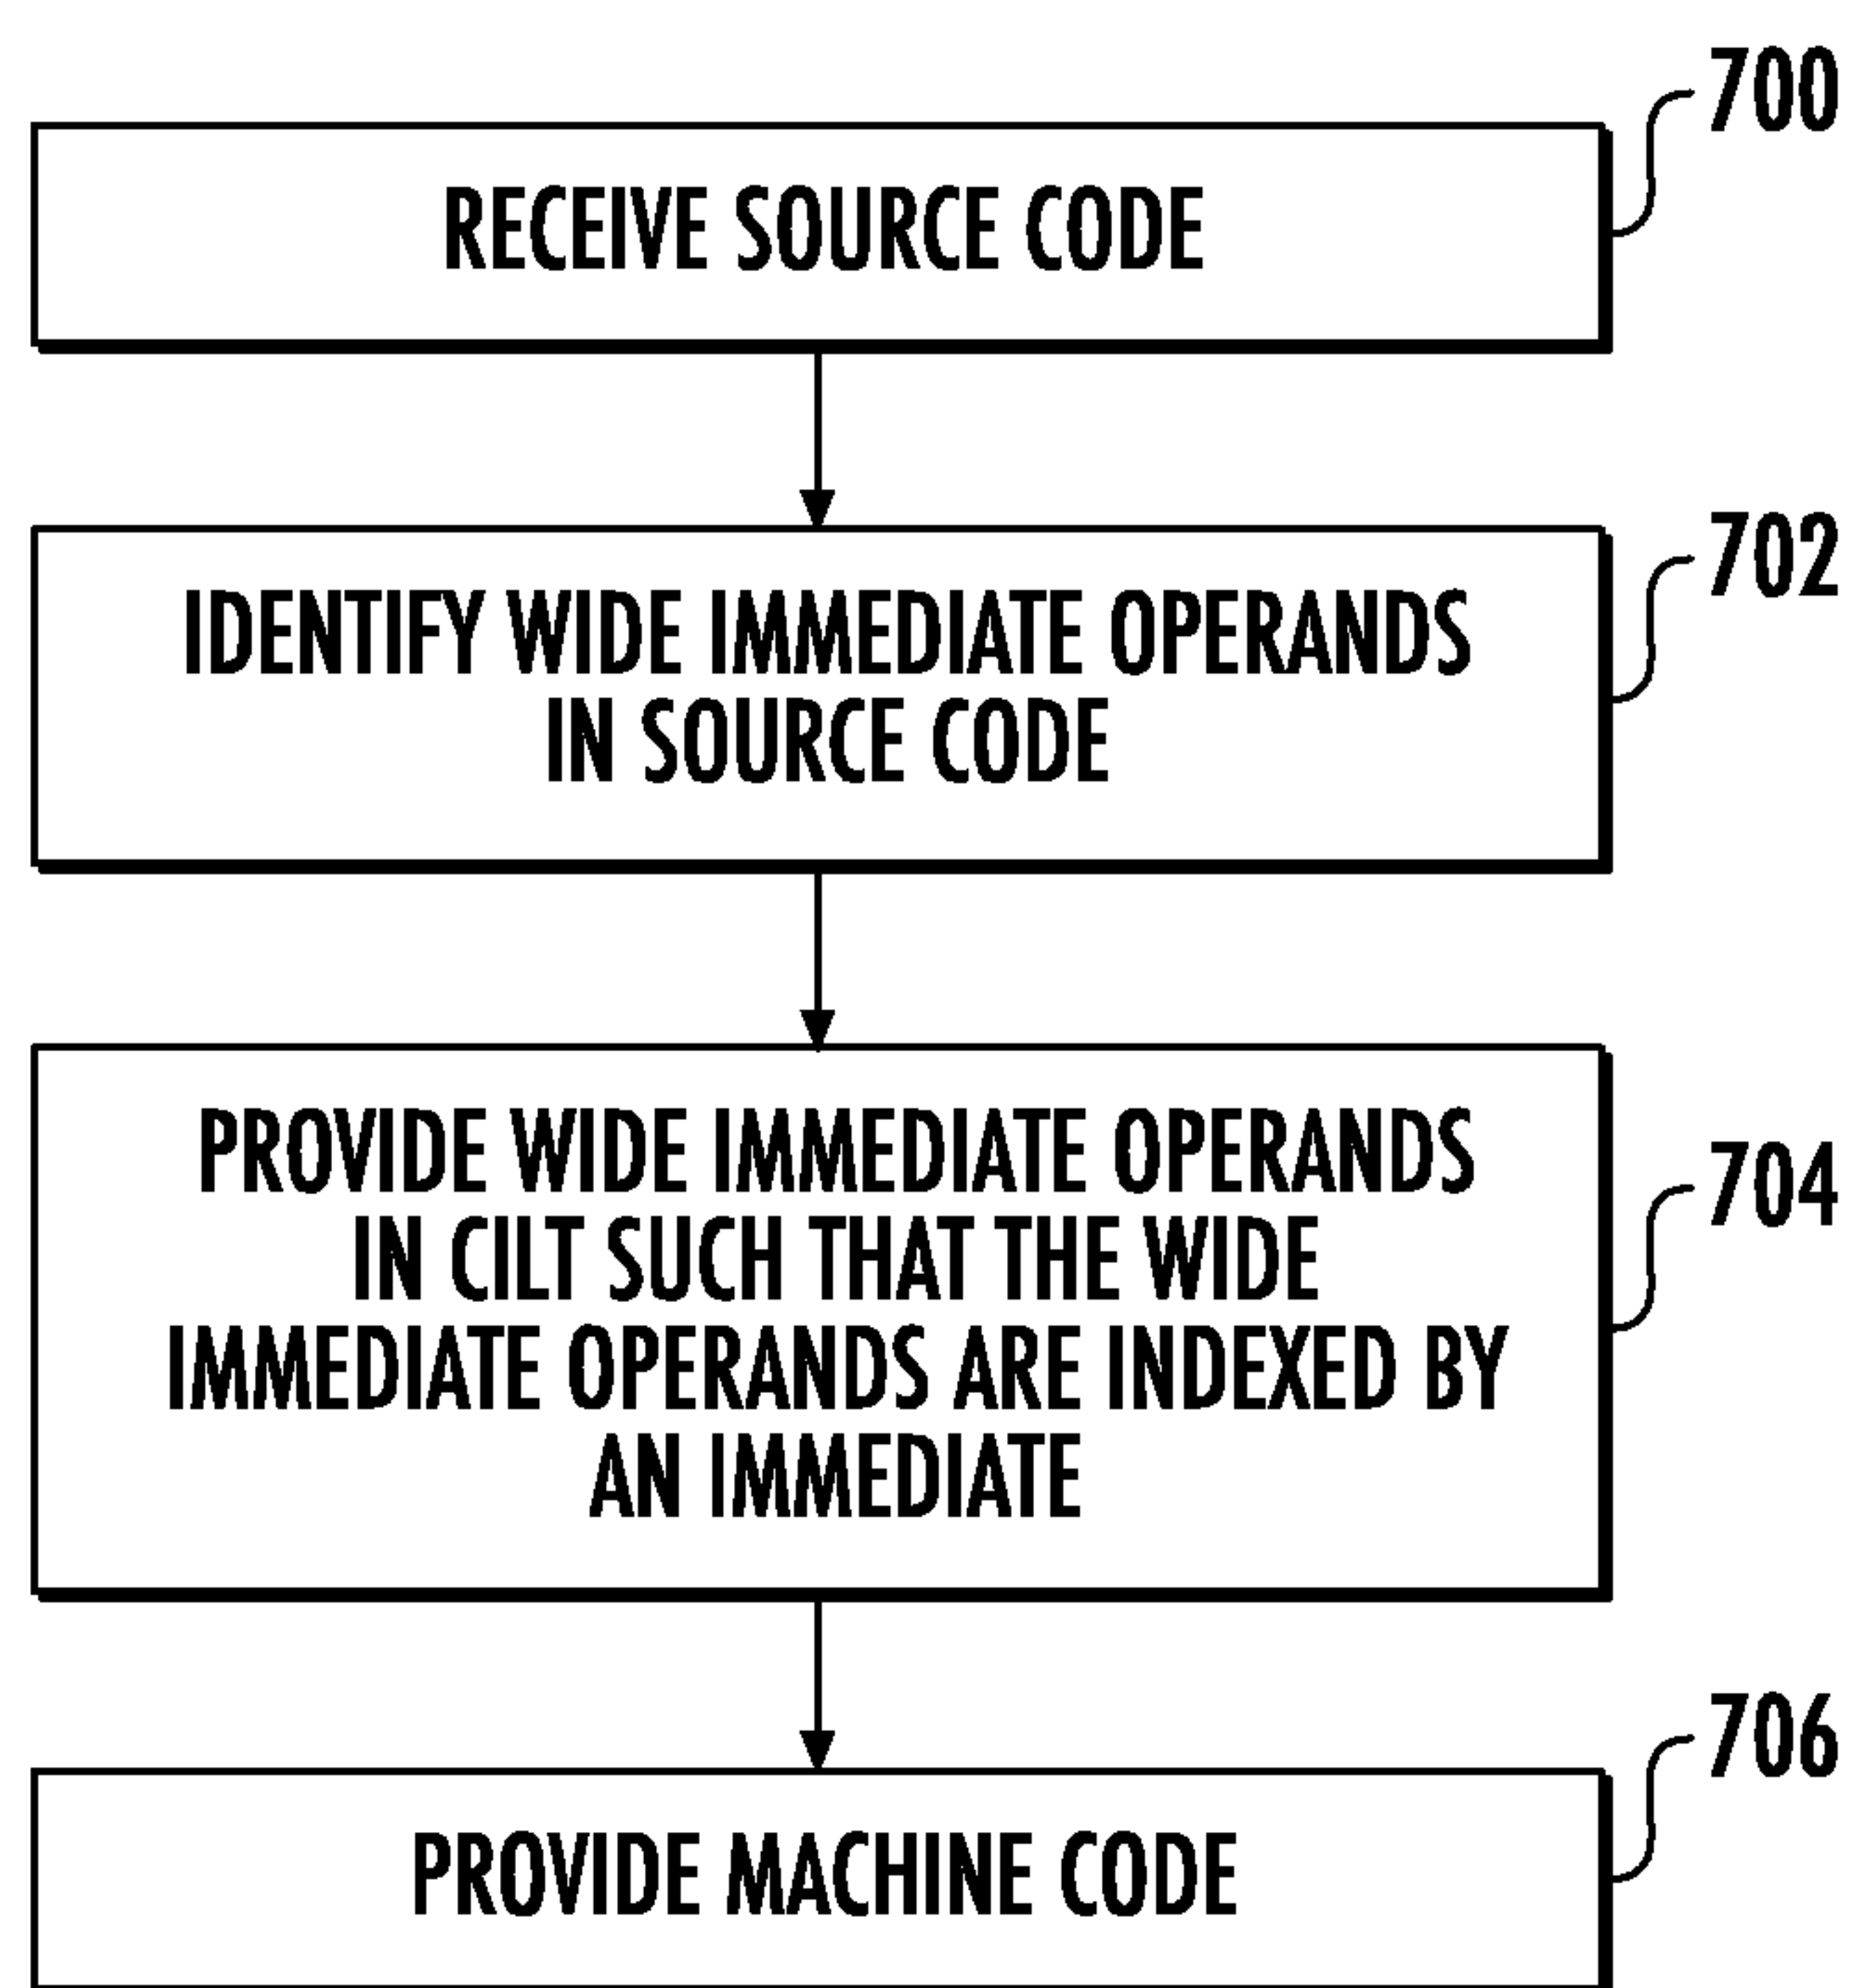 700
RECEIVE SOURCE CODE
702
IDENTIFY WIDE IMMEDIATE OPERANDS
IN SOURCE CODE
704
PROVIDE WIDE IMMEDIATE OPERANDS
IN CILT SUCH THAT THE WIDE
IMMEDIATE OPERANDS ARE INDEXED BY
AN IMMEDIATE
706
PROVIDE MACHINE CODE